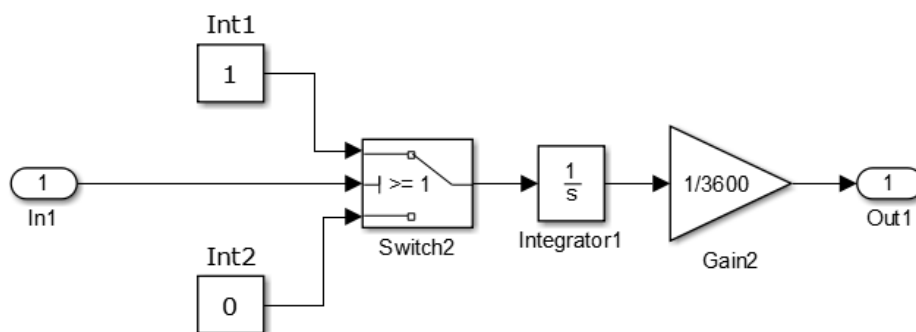 Int1
1
1
In1
>= 1
Switch2
1
s
Integrator1
1/3600
Gain2
1
Out1
Int2
0